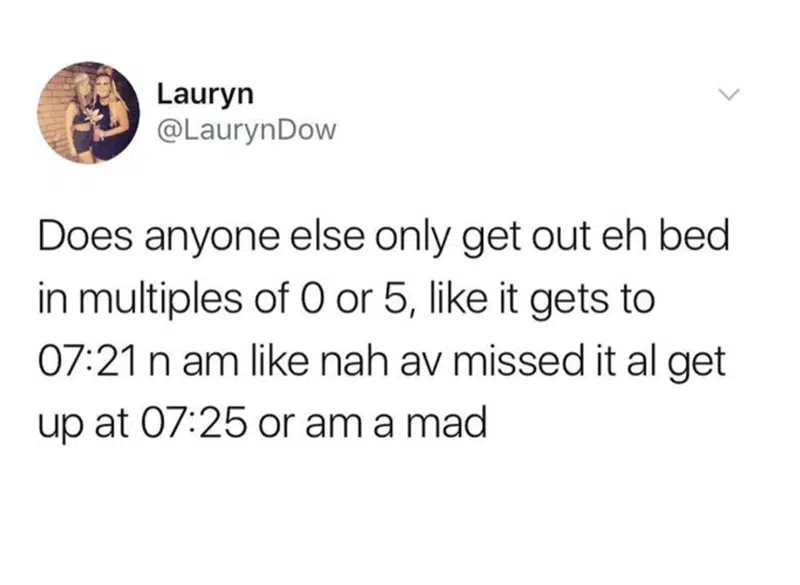 Lauryn
@LaurynDow
Does anyone else only get out eh bed
in multiples of 0 or 5, like it gets to
07:21 n am like nah av missed it al get
up at 07:25 or am a mad